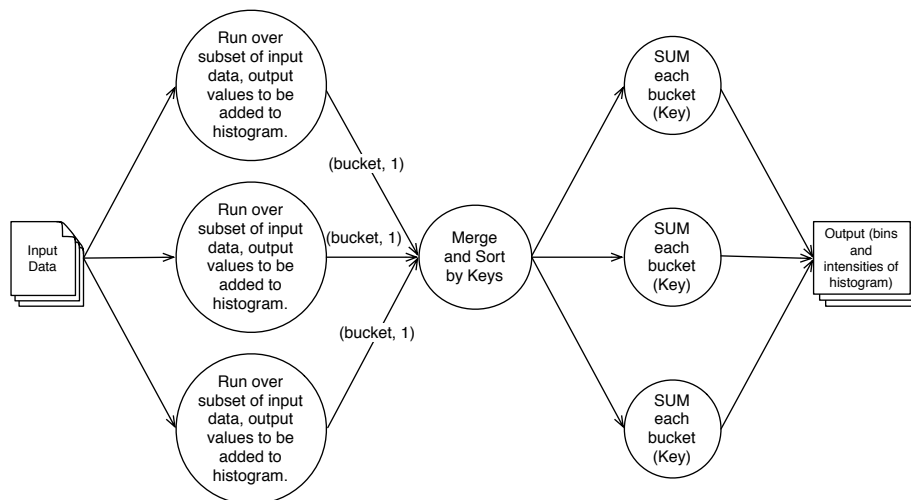 Run over
subset of input
data, output
values to be
added to
histogram.
(bucket, 1)
Input
Data
Run over
subset of input
data, output
values to be
added to
histogram.
(bucket, 1)
Run over
subset of input
data, output
values to be
added to
histogram.
(bucket, 1)
Merge
and Sort
by Keys
SUM
each
bucket
(Key)
SUM
each
bucket
(Key)
SUM
each
bucket
(Key)
Output (bins
and
intensities of
histogram)